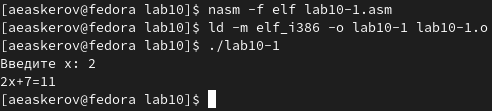 [aeaskerov@fedora lab10]$ nasm -f elf lab10-1.asm
[aeaskerov@fedora lab10]$ ld -m elf_i386 -o lab10-1 lab10-1.o
[aeaskerov@fedora lab10]$ ./lab10-1
Введите x: 2
2x+7=11
[aeaskerov@fedora lab10]$